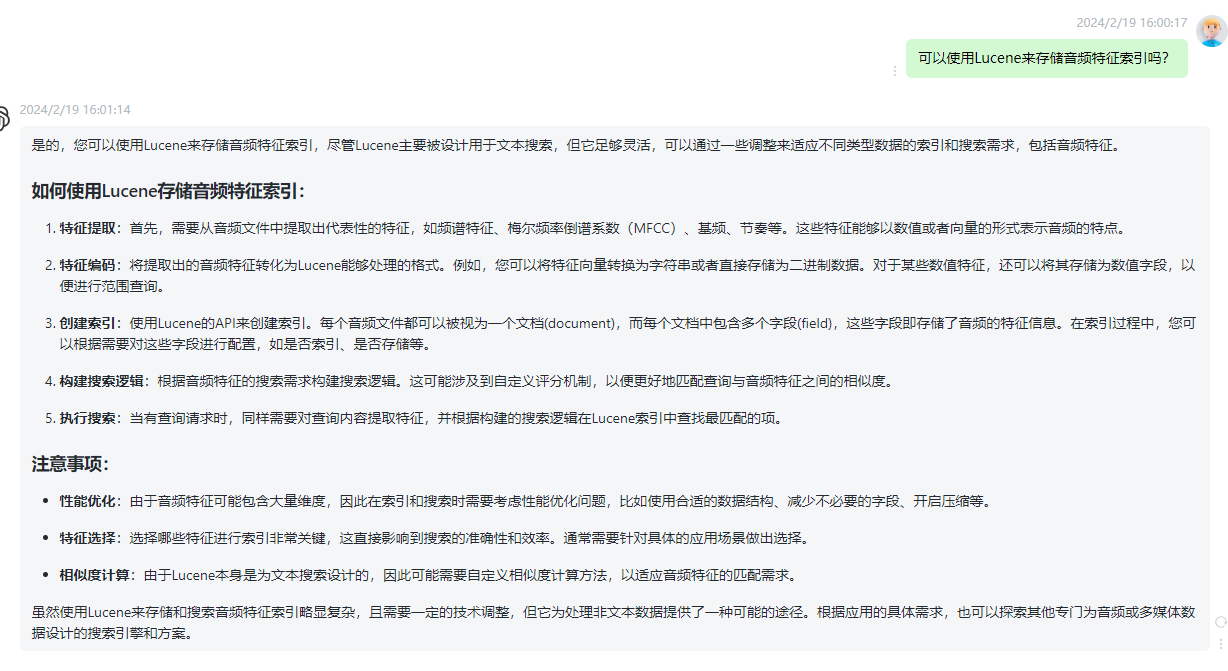 2024/2/19 16:00:17
可以使用Lucene来存储音频特征索引吗?
2024/2/19 16:01:14
是的，您可以使用Lucene来存储音频特征索引，尽管Lucene主要被设计用于文本搜索，但它足够灵活，可以通过一些调整来适应不同类型数据的索引和搜索需求，包括音频特征。
如何使用Lucene存储音频特征索引：
1. 特征提取：首先，需要从音频文件中提取出代表性的特征，如频谱特征、梅尔频率倒谱系数（MFCC）、基频、节奏等。这些特征能够以数值或者向量的形式表示音频的特点。
2. 特征编码：将提取出的音频特征转化为Lucene能够处理的格式。例如，您可以将特征向量转换为字符串或者直接存储为二进制数据。对于某些数值特征，还可以将其存储为数值字段，以
便进行范围查询。
3. 创建索引：使用Lucene的API来创建索引。每个音频文件都可以被视为一个文档(document)，而每个文档中包含多个字段(field)，这些字段即存储了音频的特征信息。在索引过程中，您可
以根据需要对这些字段进行配置，如是否索引、是否存储等。
4. 构建搜索逻辑：根据音频特征的搜索需求构建搜索逻辑。这可能涉及到自定义评分机制，以便更好地匹配查询与音频特征之间的相似度。
5. 执行搜索：当有查询请求时，同样需要对查询内容提取特征，并根据构建的搜索逻辑在Lucene索引中查找最匹配的项。
注意事项：
• 性能优化：由于音频特征可能包含大量维度，因此在索引和搜索时需要考虑性能优化问题，比如使用合适的数据结构、减少不必要的字段、开启压缩等。
• 特征选择：选择哪些特征进行索引非常关键，这直接影响到搜索的准确性和效率。通常需要针对具体的应用场景做出选择。
• 相似度计算：由于Lucene本身是为文本搜索设计的，因此可能需要自定义相似度计算方法，以适应音频特征的匹配需求。
虽然使用Lucene来存储和搜索音频特征索引略显复杂，且需要一定的技术调整，但它为处理非文本数据提供了一种可能的途径。根据应用的具体需求，也可以探索其他专门为音频或多媒体数
据设计的搜索引擎和方案。